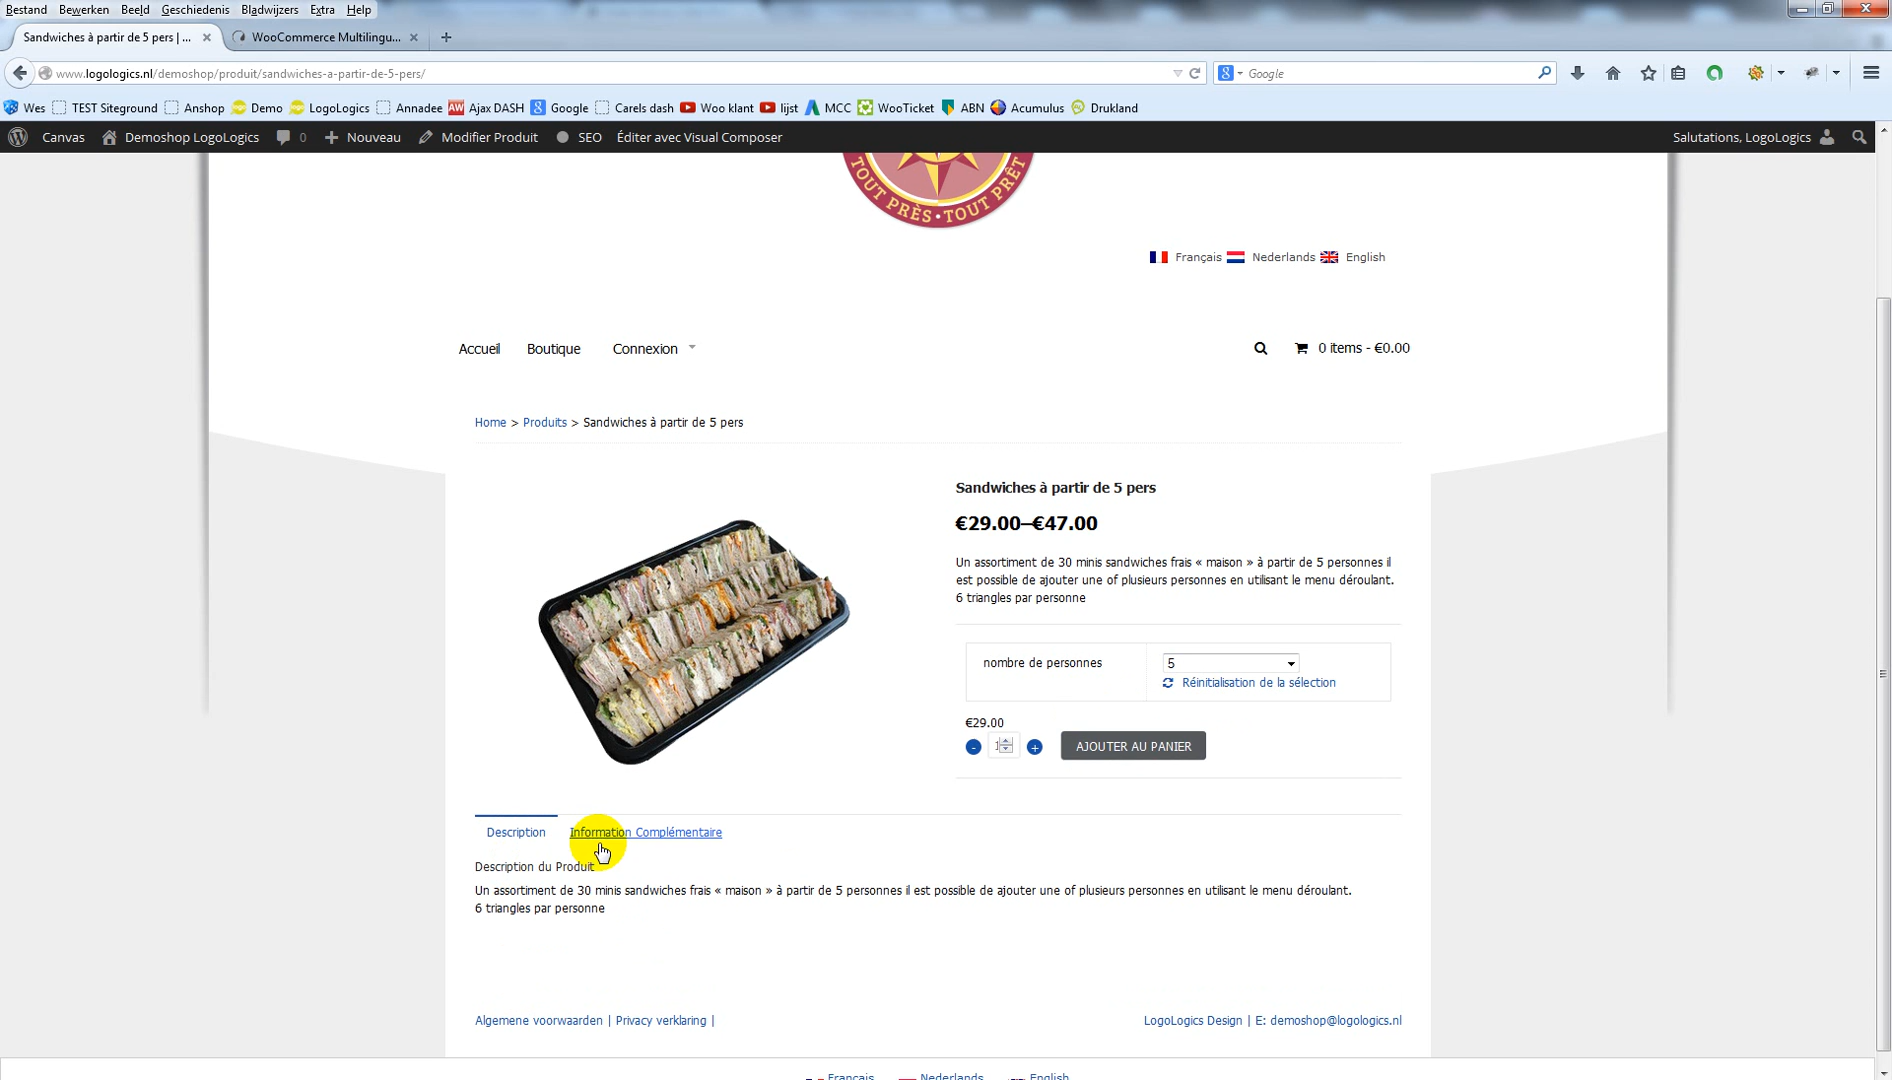 Bestand Bewerken Beeld Geschiedenis Bladwijzers Extra Help
Sandwiches à partir de 5 pers | ... WooCommerce Multilingu...
www.logologics.nl/demoshop/produit/sandwiches-a-partir-de-5-pers/ Google
Wes TEST Siteground Anshop Demo LogoLogics Annadee Ajax DASH Google Carels dash Woo klant lijst MCC WooTicket ABN Acumulus Drukland
Canvas Demoshop LogoLogics 0 Nouveau Modifier Produit SEO Éditer avec Visual Composer Salutations, LogoLogics
TOUT PRÈS • TOUT PRÊT
Français Nederlands English
Accueil Boutique Connexion 0 items - €0.00
Home > Produits > Sandwiches à partir de 5 pers
Sandwiches à partir de 5 pers
€29.00–€47.00
Un assortiment de 30 minis sandwiches frais « maison » à partir de 5 personnes il
est possible de ajouter une of plusieurs personnes en utilisant le menu déroulant.
6 triangles par personne
nombre de personnes 5
Réinitialisation de la sélection
€29.00
- 1 + AJOUTER AU PANIER
Description Information Complémentaire
Description du Produit
Un assortiment de 30 minis sandwiches frais « maison » à partir de 5 personnes il est possible de ajouter une of plusieurs personnes en utilisant le menu déroulant.
6 triangles par personne
Algemene voorwaarden | Privacy verklaring | LogoLogics Design | E: demoshop@logologics.nl
Français Nederlands English